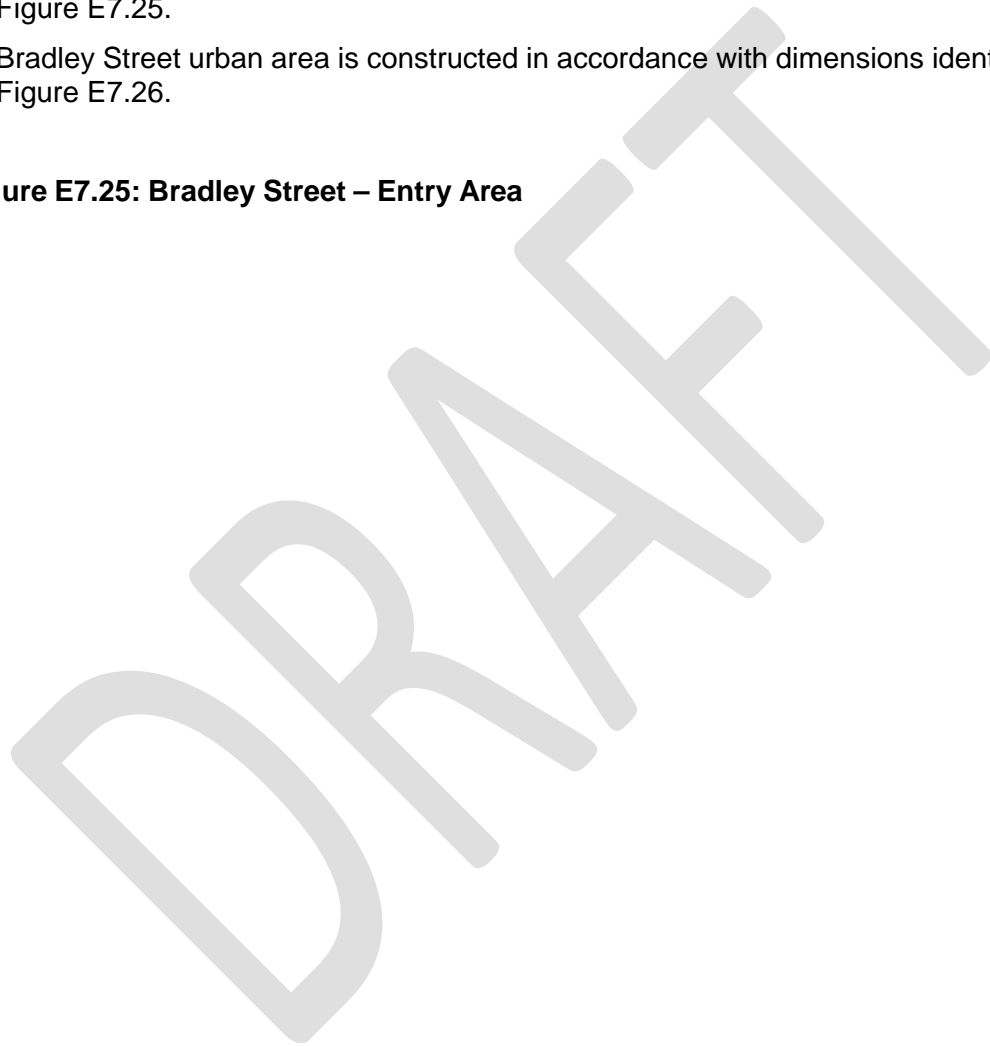 Figure E7.25.
Bradley Street urban area is constructed in accordance with dimensions ident
Figure E7.26.
ure E7.25: Bradley Street – Entry Area
DRAFT